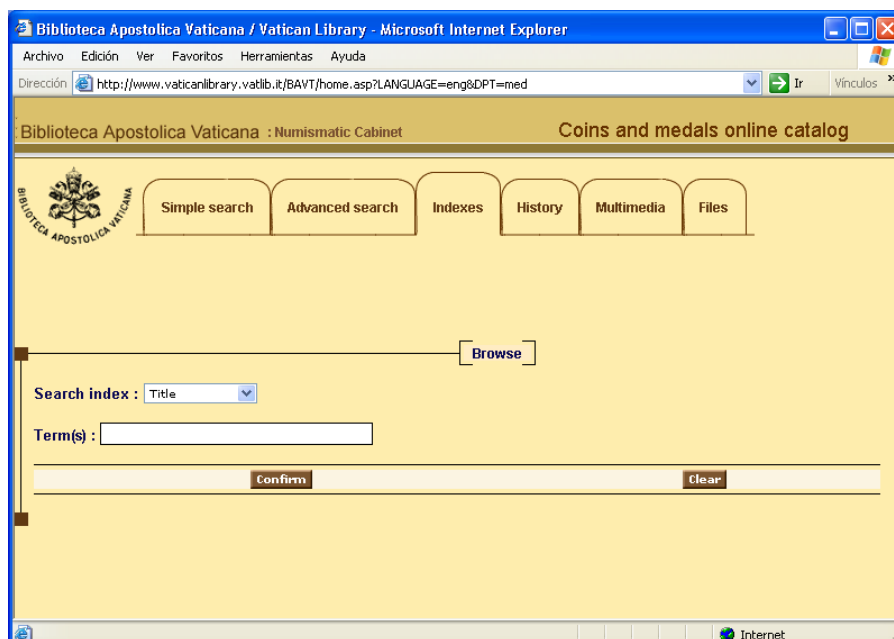 Biblioteca Apostolica Vaticana / Vatican Library - Microsoft Internet Explorer
Archivo Edición Ver Favoritos Herramientas Ayuda
Dirección http://www.vaticanlibrary.vatlib.it/BAVT/home.asp?LANGUAGE=eng&DPT=med Ir Vínculos »
Biblioteca Apostolica Vaticana : Numismatic Cabinet Coins and medals online catalog
BIBLIOTECA APOSTOLICA VATICANA
Simple search Advanced search Indexes History Multimedia Files
Browse
Search index : Title
Term(s) :
Confirm Clear
Internet